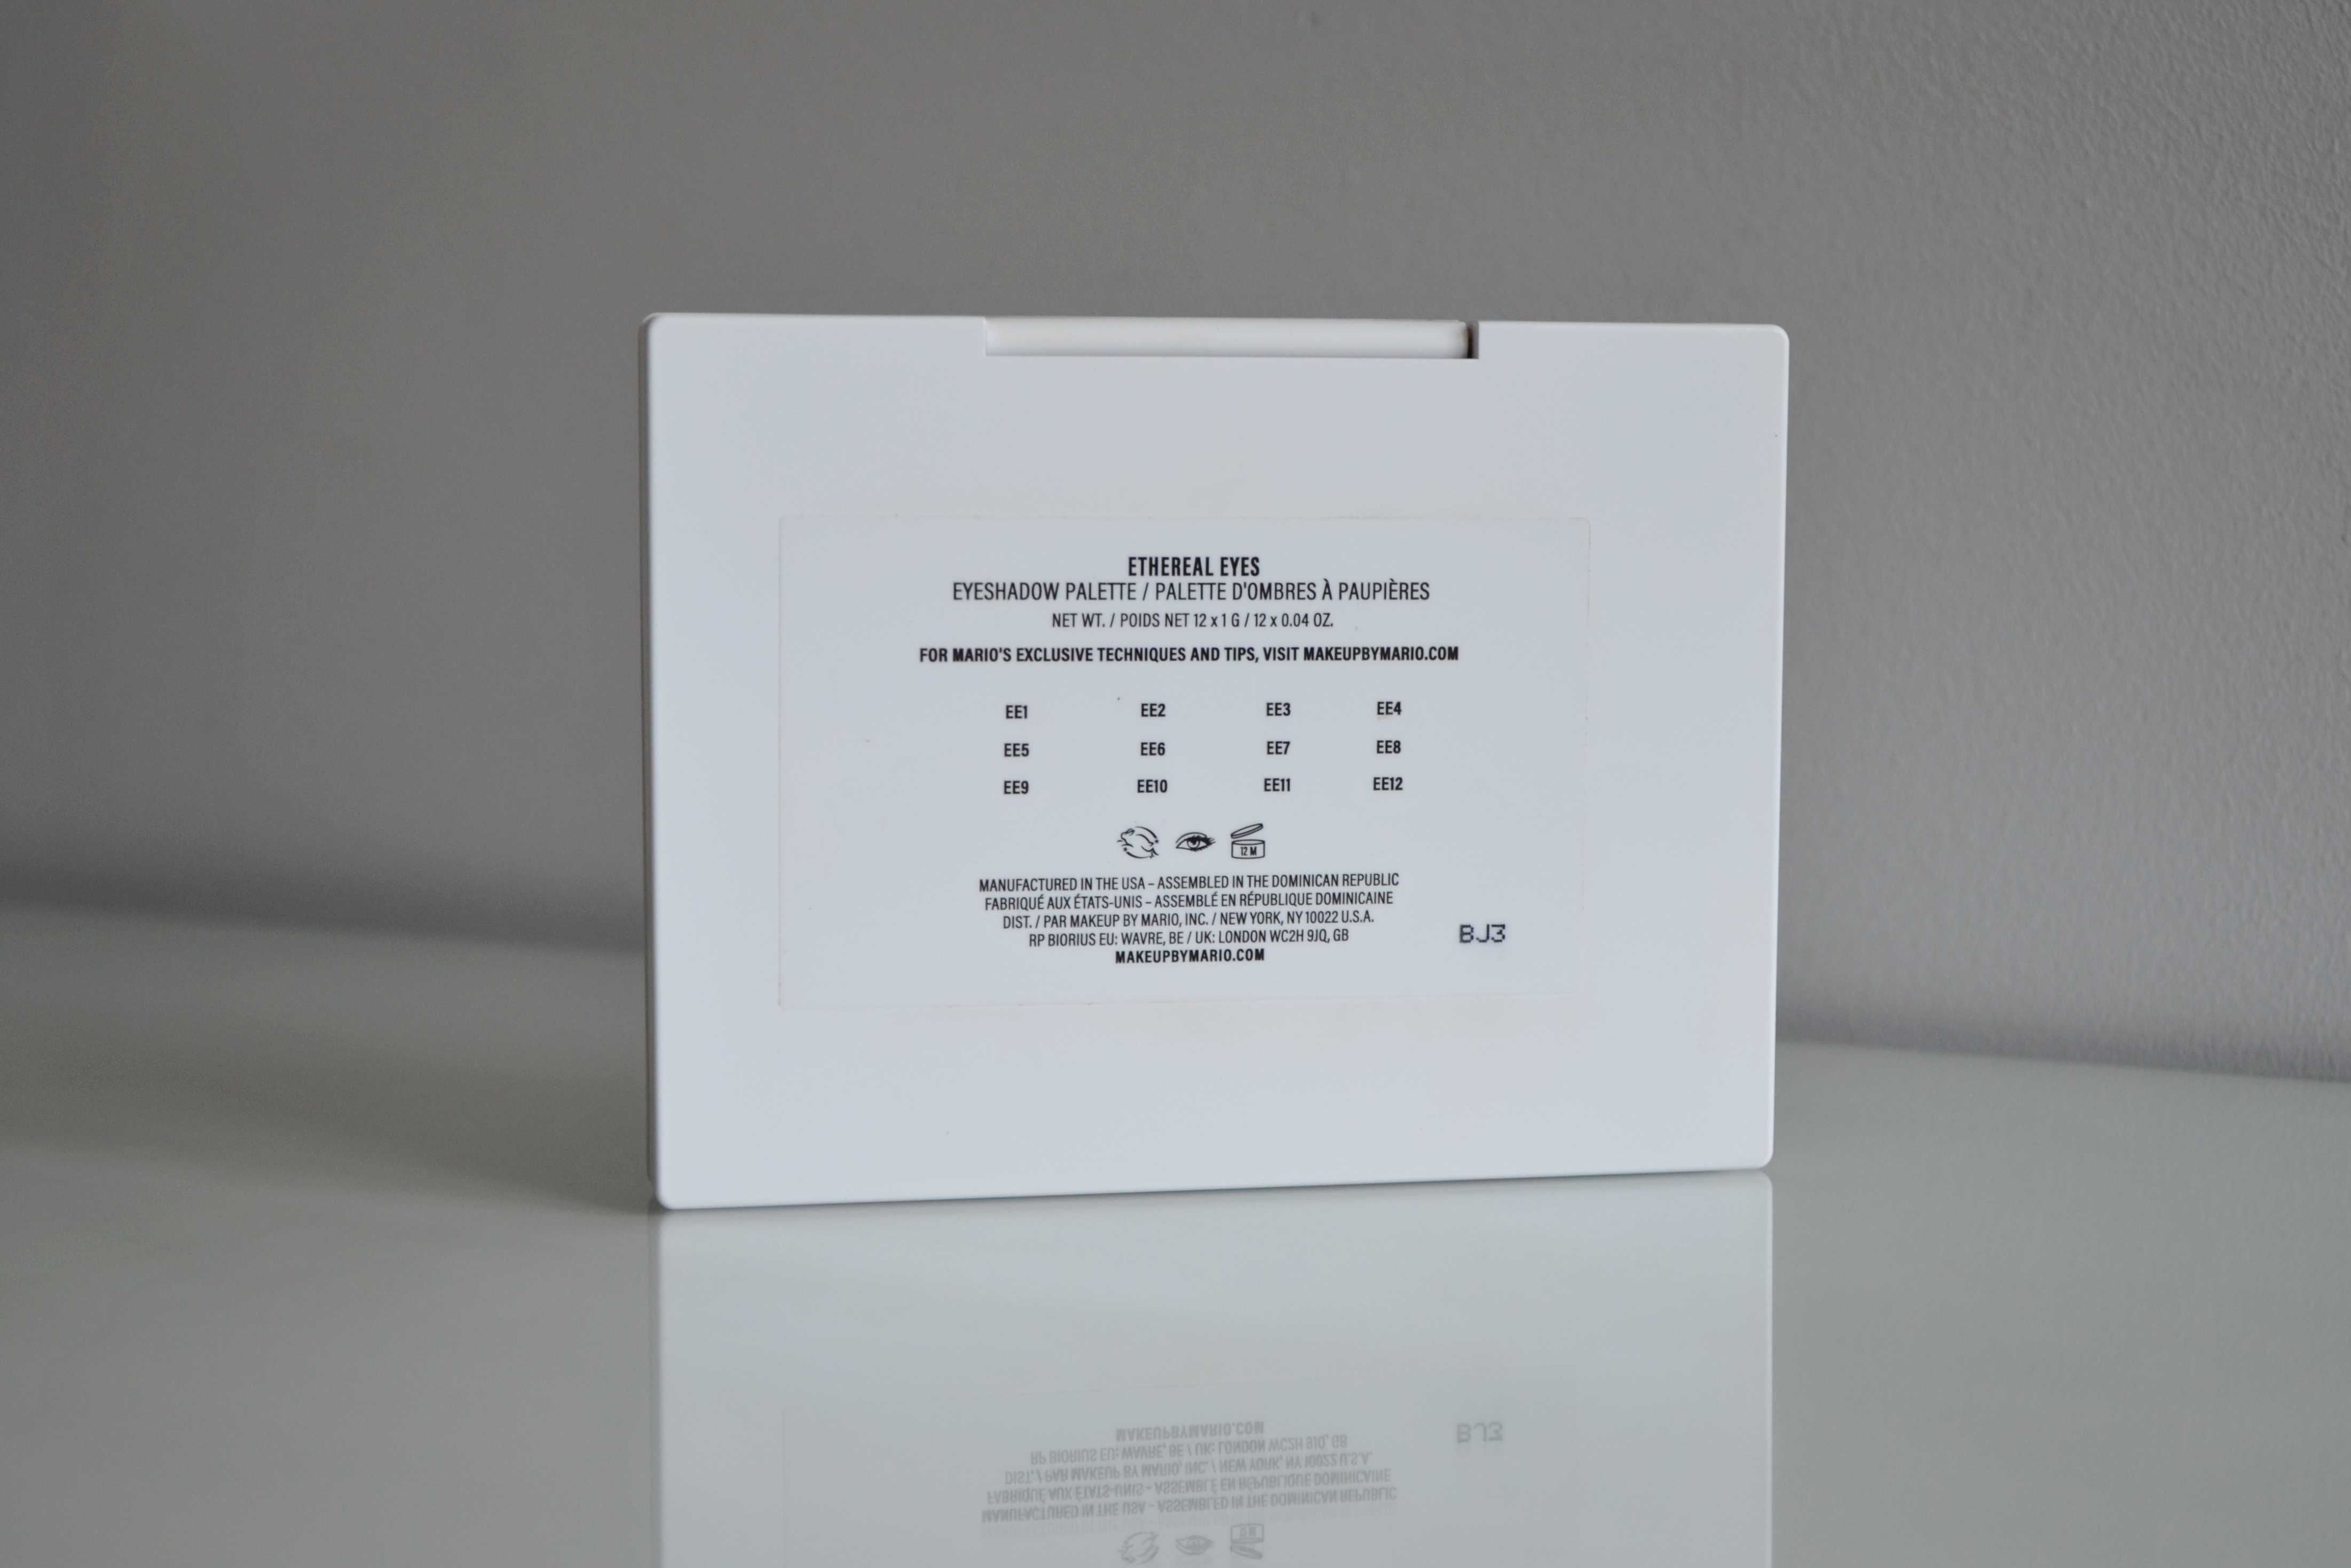 ETHEREAL EYES
EYESHADOW PALETTE / PALETTE D'OMBRES À PAUPIÈRES
NET WT. / POIDS NET 12 x 1 G / 12 x 0.04 OZ.
FOR MARIO'S EXCLUSIVE TECHNIQUES AND TIPS, VISIT MAKEUPBYMARIO.COM
EE1 EE2 EE3 EE4
EE5 EE6 EE7 EE8
EE9 EE10 EE11 EE12
12 M
MANUFACTURED IN THE USA – ASSEMBLED IN THE DOMINICAN REPUBLIC
FABRIQUÉ AUX ÉTATS-UNIS – ASSEMBLÉ EN RÉPUBLIQUE DOMINICAINE
DIST. / PAR MAKEUP BY MARIO, INC. / NEW YORK, NY 10022 U.S.A.
RP BIORIUS EU: WAVRE, BE / UK: LONDON WC2H 9JQ, GB
MAKEUPBYMARIO.COM
BJ3